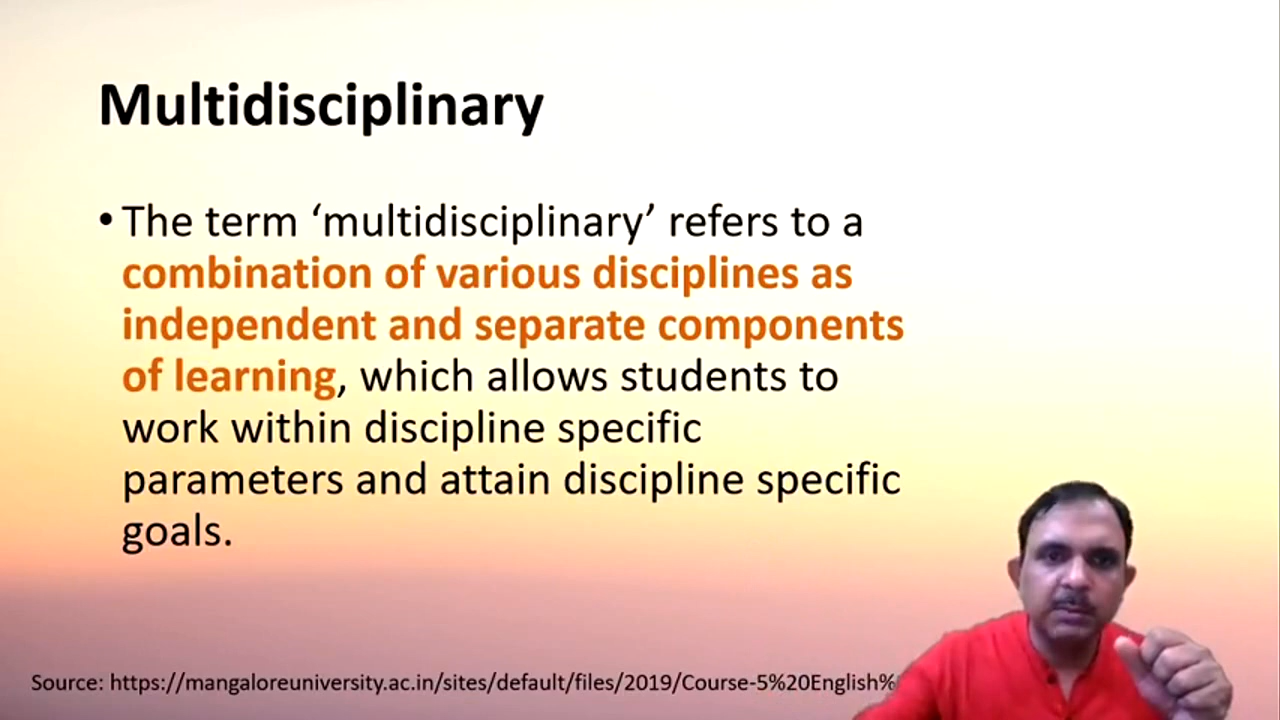 Multidisciplinary
• The term ‘multidisciplinary’ refers to a
combination of various disciplines as
independent and separate components
of learning, which allows students to
work within discipline specific
parameters and attain discipline specific
goals.
Source: https://mangaloreuniversity.ac.in/sites/default/files/2019/Course-5%20English%